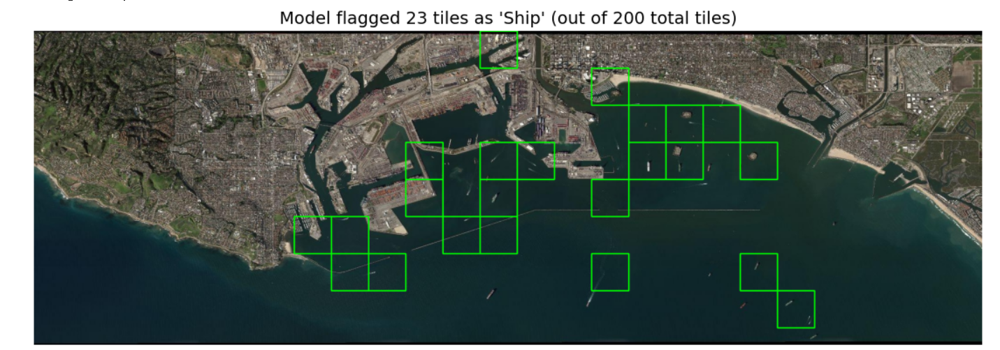 Model flagged 23 tiles as 'Ship' (out of 200 total tiles)